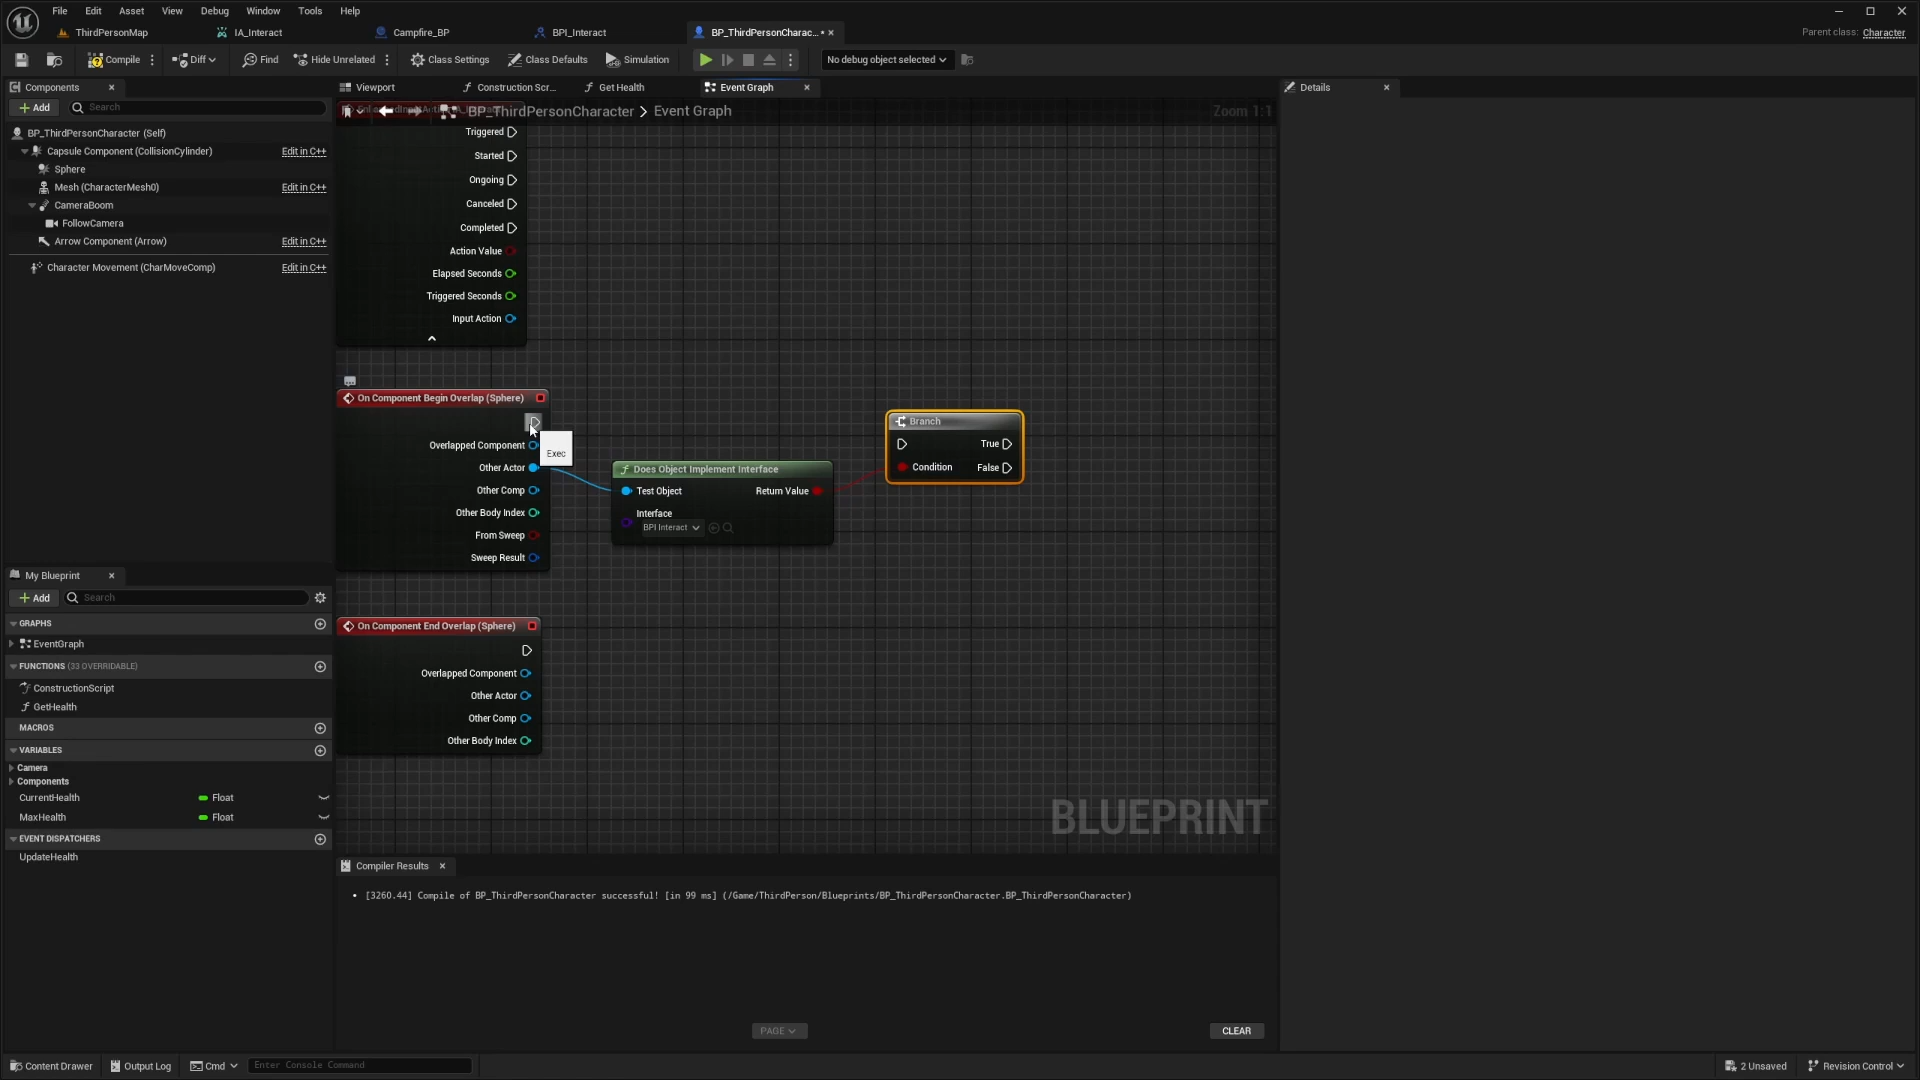 File Edit Asset View Debug Window Tools Help
ThirdPersonMap IA_Interact Campfire_BP BPI_Interact BP_ThirdPersonCharac... •
Parent class: Character
Compile Diff Find Hide Unrelated Class Settings Class Defaults Simulation No debug object selected
Components
Add Search
BP_ThirdPersonCharacter (Self)
Capsule Component (CollisionCylinder) Edit in C++
Sphere
Mesh (CharacterMesh0) Edit in C++
CameraBoom
FollowCamera
Arrow Component (Arrow) Edit in C++
Character Movement (CharMoveComp) Edit in C++
My Blueprint
Add Search
GRAPHS
EventGraph
FUNCTIONS (33 OVERRIDABLE)
ConstructionScript
GetHealth
MACROS
VARIABLES
Camera
Components
CurrentHealth Float
MaxHealth Float
EVENT DISPATCHERS
UpdateHealth
Viewport Construction Scr... Get Health Event Graph
BP_ThirdPersonCharacter > Event Graph
Zoom 1:1
Triggered
Started
Ongoing
Canceled
Completed
Action Value
Elapsed Seconds
Triggered Seconds
Input Action
On Component Begin Overlap (Sphere)
Exec
Overlapped Component
Other Actor
Other Comp
Other Body Index
From Sweep
Sweep Result
Does Object Implement Interface
Test Object Return Value
Interface
BPI Interact
Branch
True
Condition False
On Component End Overlap (Sphere)
Overlapped Component
Other Actor
Other Comp
Other Body Index
BLUEPRINT
Compiler Results
• [3260.44] Compile of BP_ThirdPersonCharacter successful! [in 99 ms] (/Game/ThirdPerson/Blueprints/BP_ThirdPersonCharacter.BP_ThirdPersonCharacter)
PAGE CLEAR
Details
Content Drawer Output Log Cmd Enter Console Command 2 Unsaved Revision Control